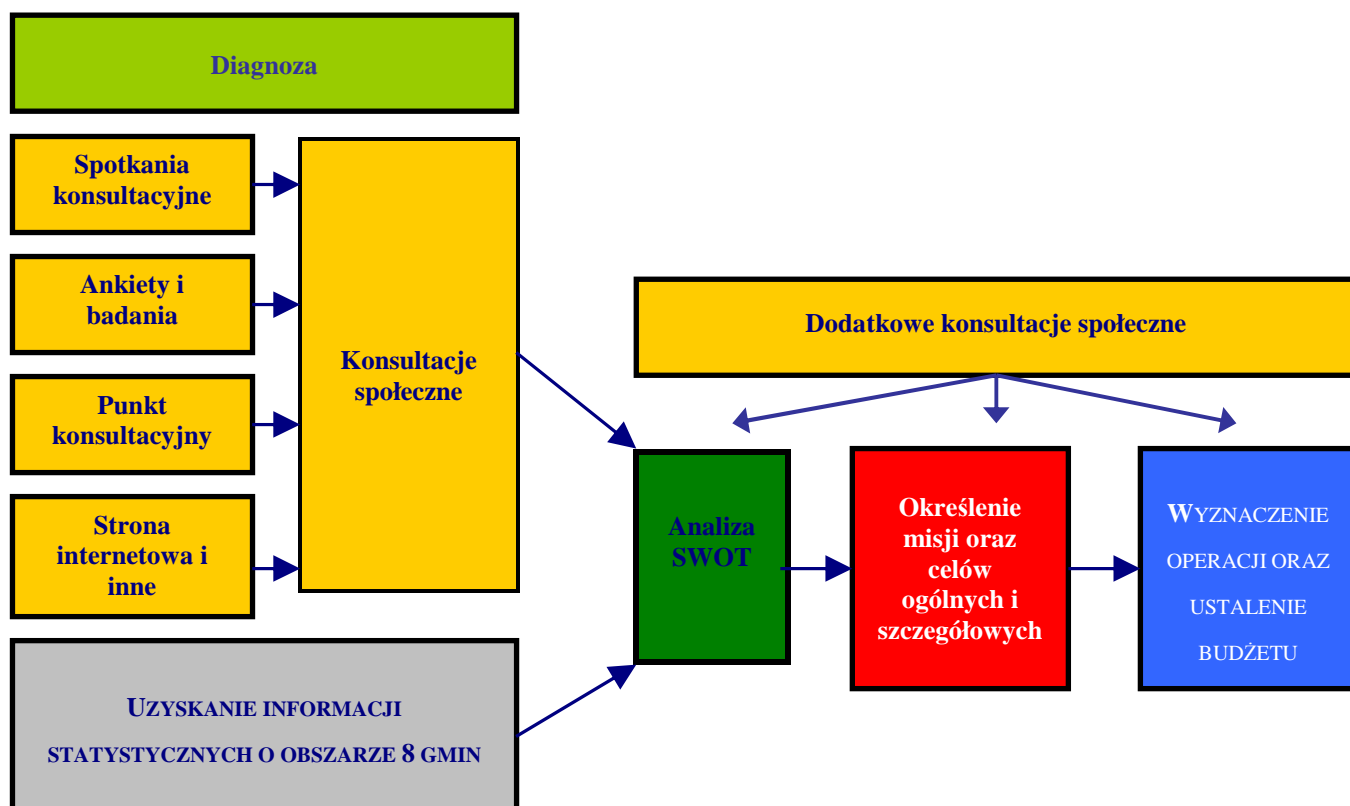 Diagnoza
Spotkania
konsultacyjne
Ankiety i
badania
Punkt
konsultacyjny
Strona
internetowa i
inne
Konsultacje
społeczne
UZYSKANIE INFORMACJI
STATYSTYCZNYCH O OBSZARZE 8 GMIN
Dodatkowe konsultacje społeczne
Analiza
SWOT
Określenie
misji oraz
celów
ogólnych i
szczegółowych
WYZNACZENIE
OPERACJI ORAZ
USTALENIE
BUDŻETU